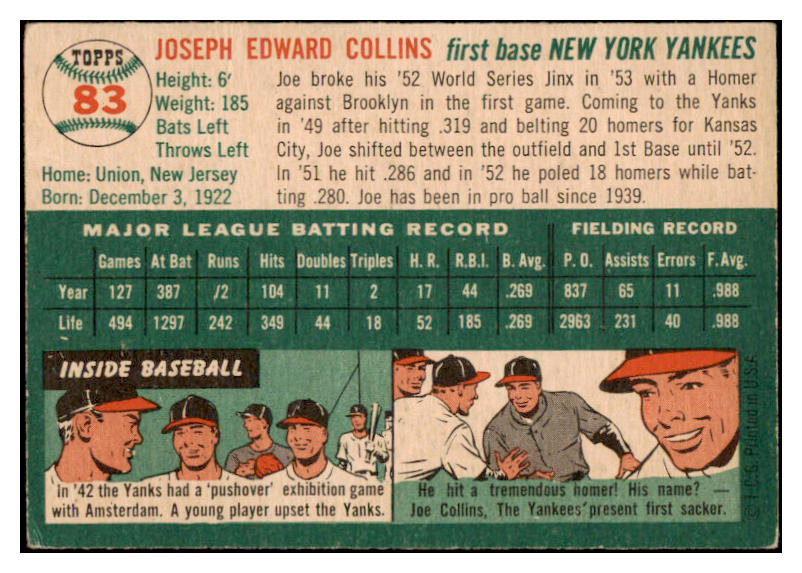 TOPPS
83
JOSEPH EDWARD COLLINS first base NEW YORK YANKEES
Height: 6'
Weight: 185
Bats Left
Throws Left
Home: Union, New Jersey
Born: December 3, 1922
Joe broke his '52 World Series Jinx in '53 with a Homer
against Brooklyn in the first game. Coming to the Yanks
in '49 after hitting .319 and belting 20 homers for Kansas
City, Joe shifted between the outfield and 1st Base until '52.
In '51 he hit .286 and in '52 he poled 18 homers while bat-
ting .280. Joe has been in pro ball since 1939.
MAJOR LEAGUE BATTING RECORD FIELDING RECORD
Games At Bat Runs Hits Doubles Triples H. R. R.B.I. B. Avg. P. O. Assists Errors F. Avg.
Year 127 387 /2 104 11 2 17 44 .269 837 65 11 .988
Life 494 1297 242 349 44 18 52 185 .269 2963 231 40 .988
INSIDE BASEBALL
In '42 the Yanks had a 'pushover' exhibition game
with Amsterdam. A young player upset the Yanks.
He hit a tremendous homer! His name? —
Joe Collins, The Yankees' present first sacker.
© T.C.G. Printed in U.S.A.